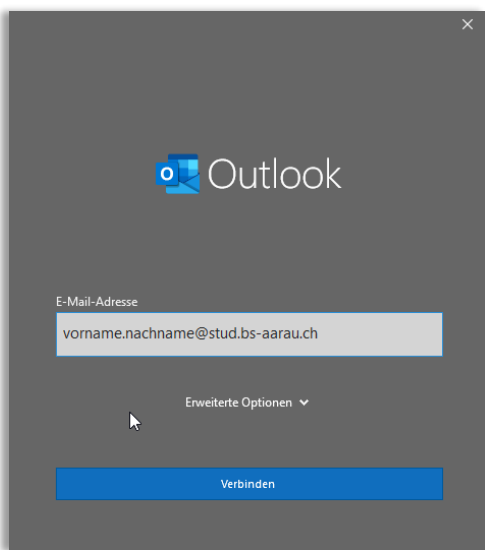 Outlook
E-Mail-Adresse
vorname.nachname@stud.bs-aarau.ch
Erweiterte Optionen
Verbinden